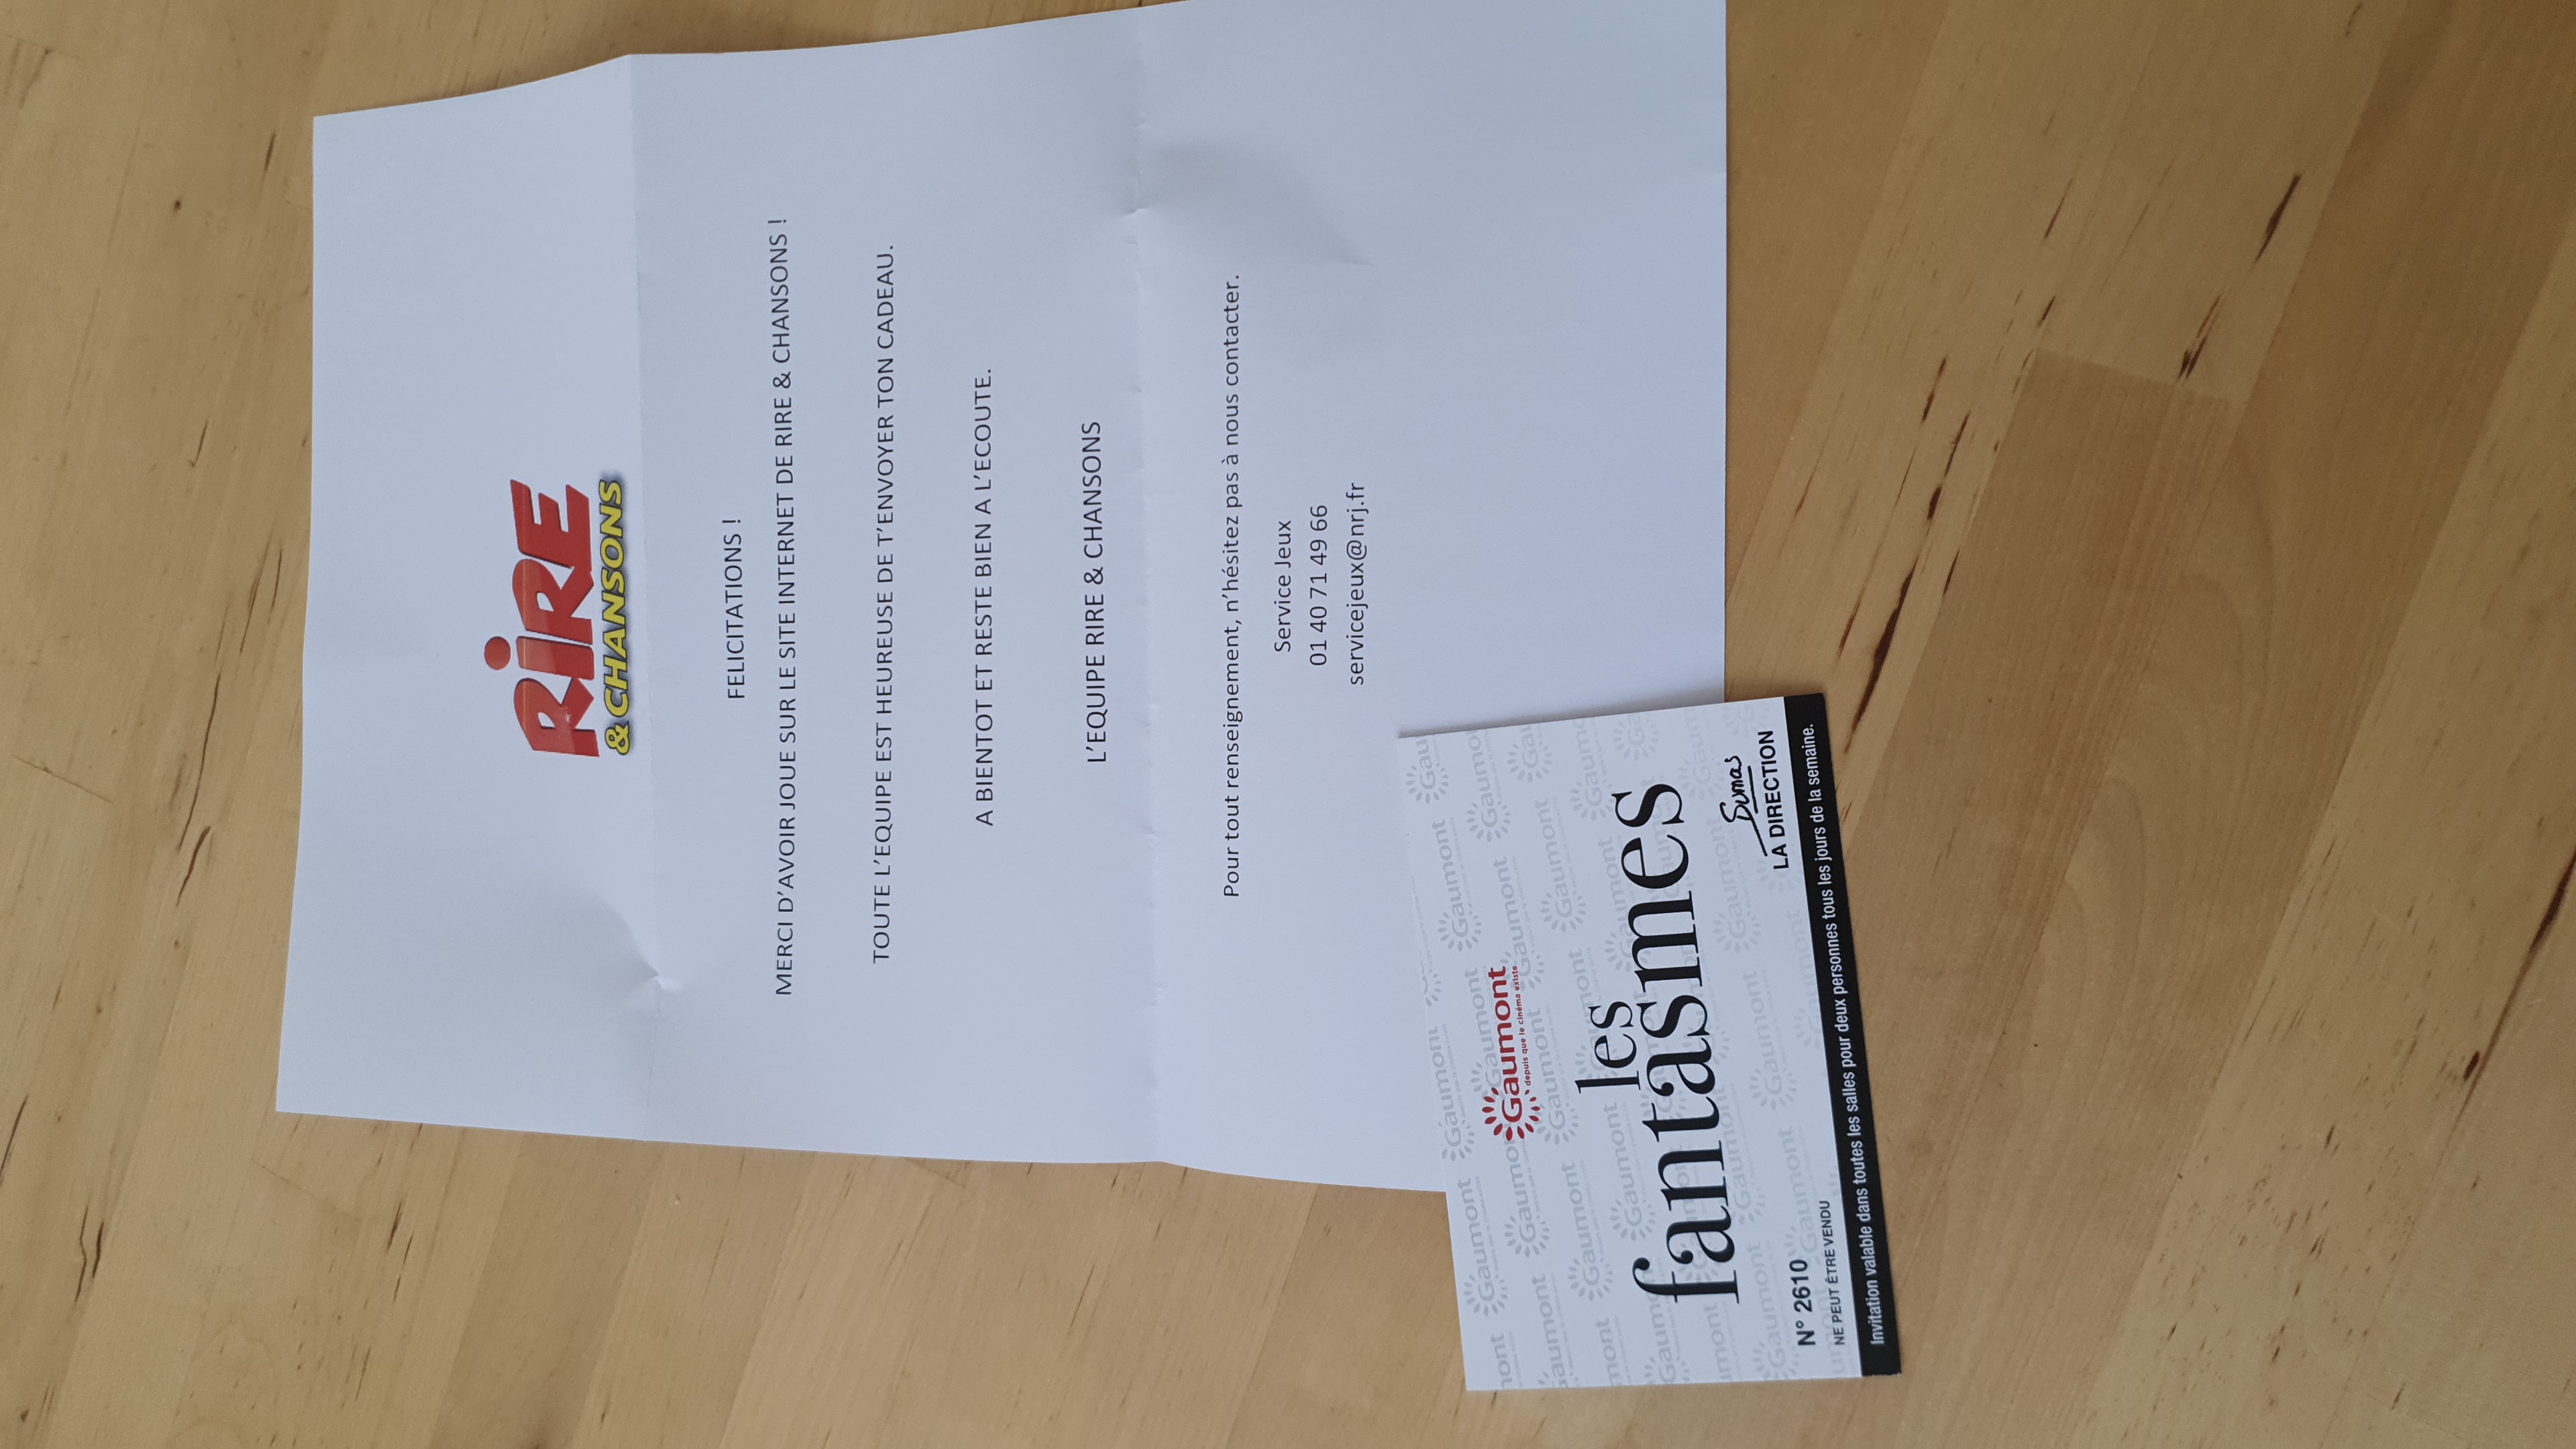 RIRE
& CHANSONS
FELICITATIONS !
MERCI D'AVOIR JOUE SUR LE SITE INTERNET DE RIRE & CHANSONS !
TOUTE L'EQUIPE EST HEUREUSE DE T'ENVOYER TON CADEAU.
A BIENTOT ET RESTE BIEN A L'ECOUTE.
L'EQUIPE RIRE & CHANSONS
Pour tout renseignement, n'hésitez pas à nous contacter.
Service Jeux
01 40 71 49 66
servicejeux@nrj.fr
Gaumont
depuis que le cinéma existe
les
fantasmes
N° 2610
NE PEUT ÊTRE VENDU
LA DIRECTION
Invitation valable dans toutes les salles pour deux personnes tous les jours de la semaine.